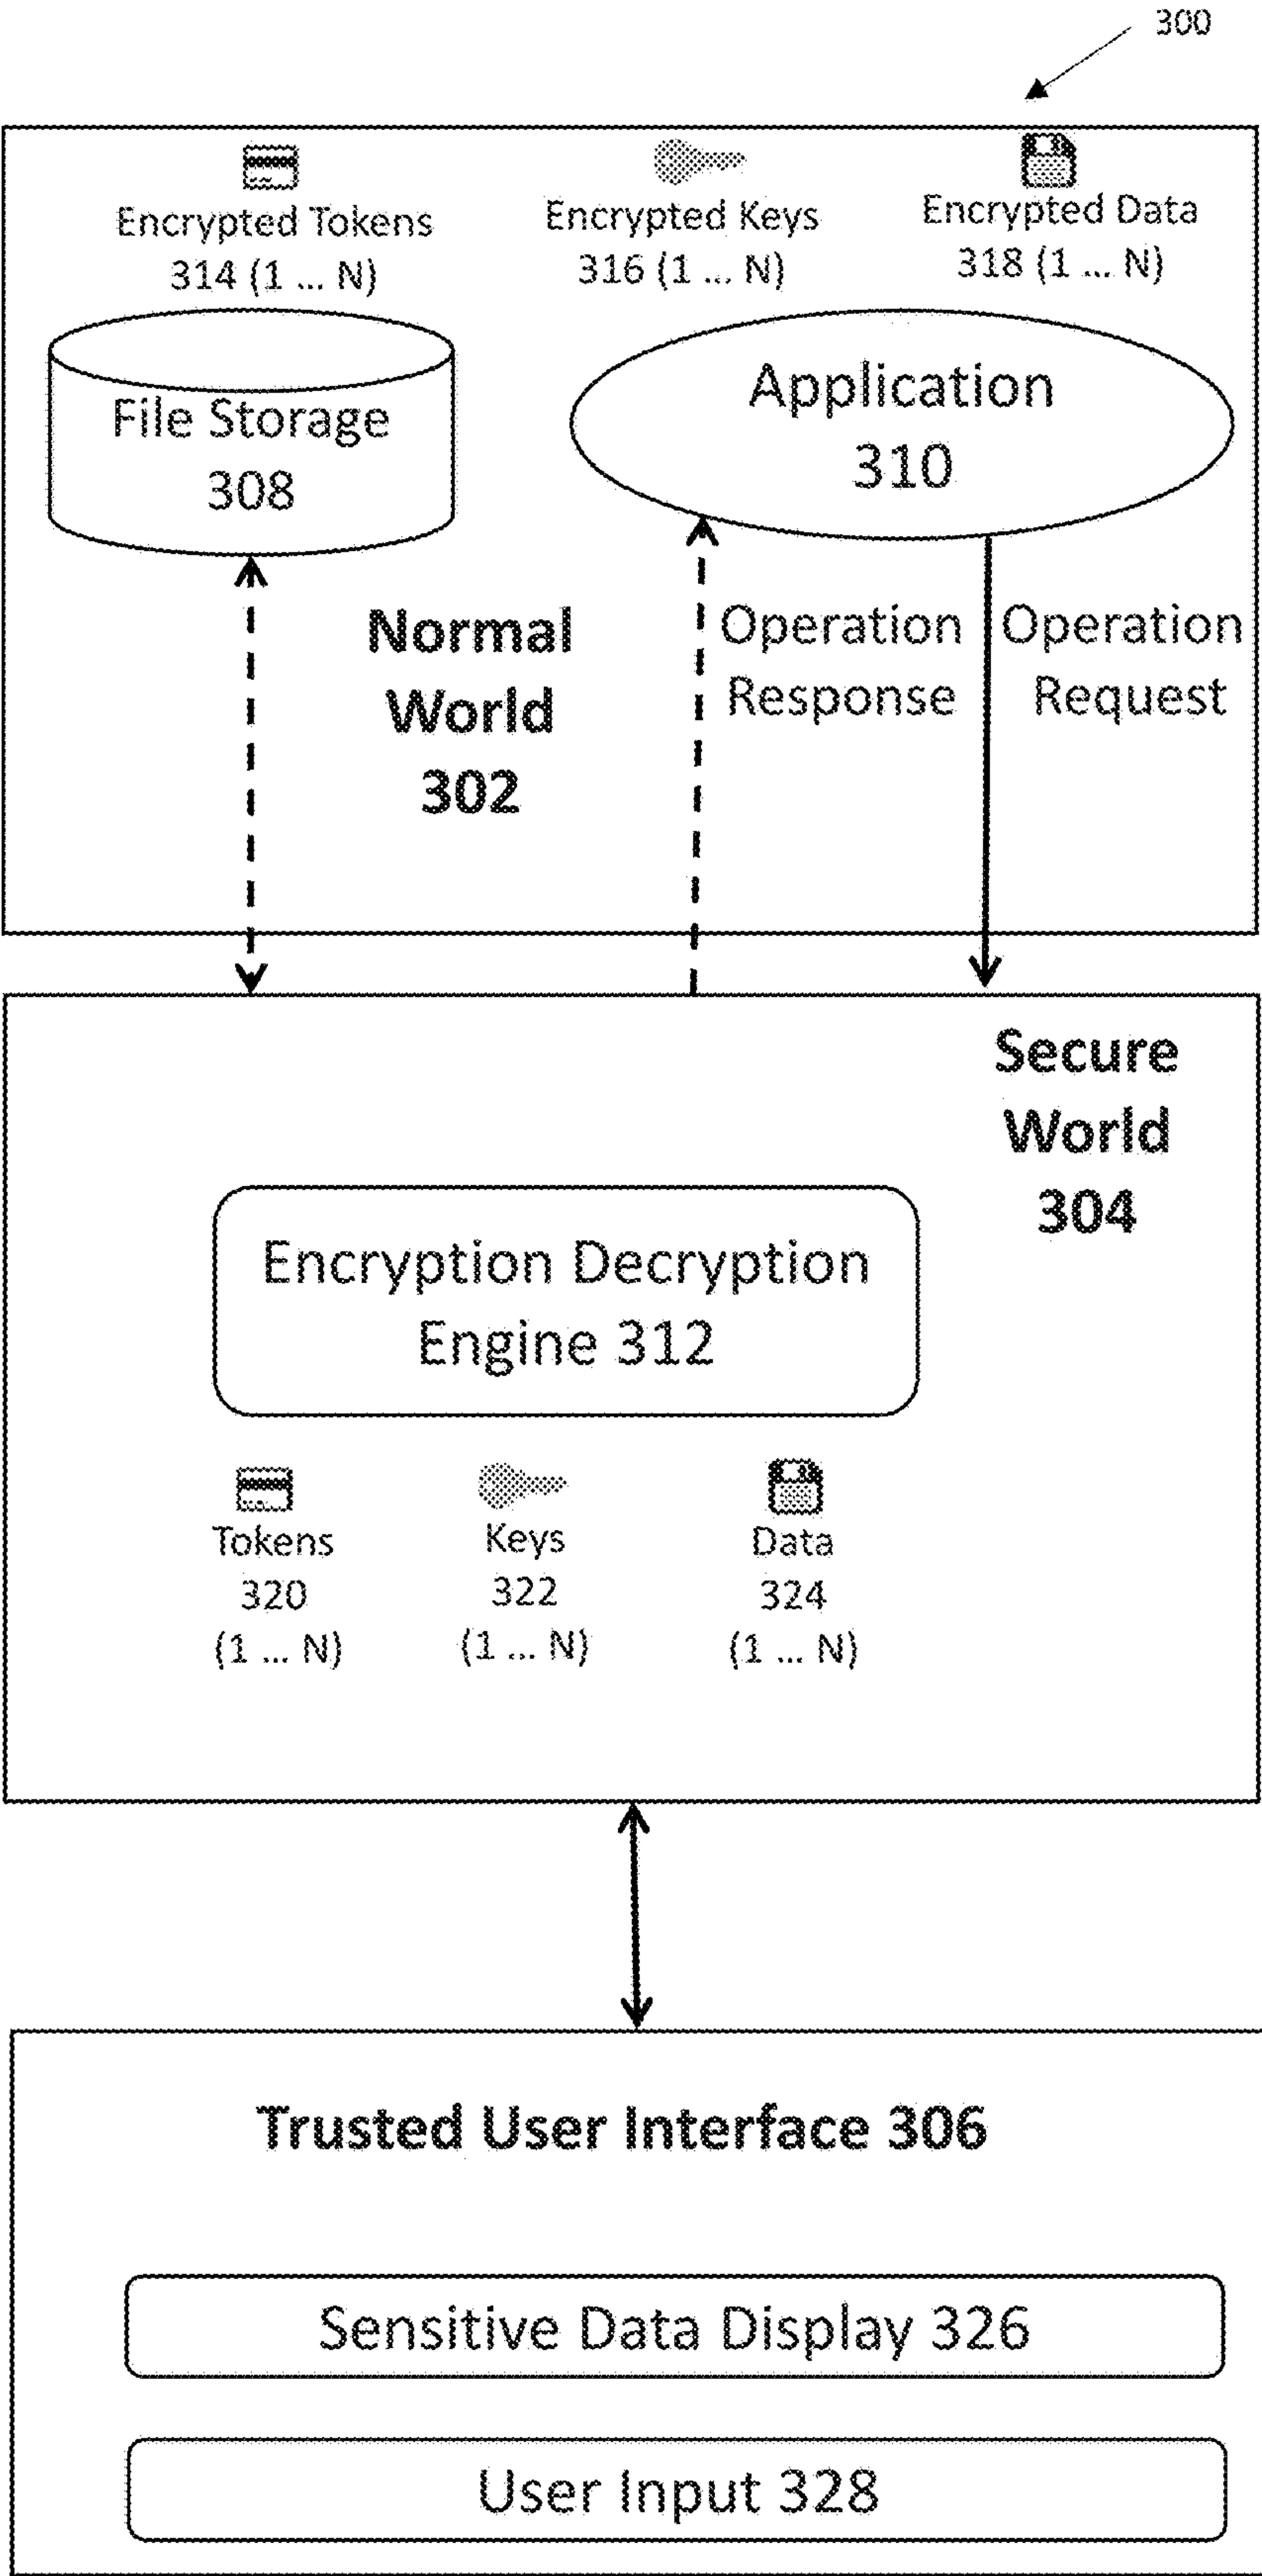 300
Encrypted Tokens
314 (1 ... N)
Encrypted Keys
316 (1 ... N)
Encrypted Data
318 (1 ... N)
File Storage
308
Application
310
Normal
World
302
Operation
Response
Operation
Request
Secure
World
304
Encryption Decryption
Engine 312
Tokens
320
(1 ... N)
Keys
322
(1 ... N)
Data
324
(1 ... N)
Trusted User Interface 306
Sensitive Data Display 326
User Input 328